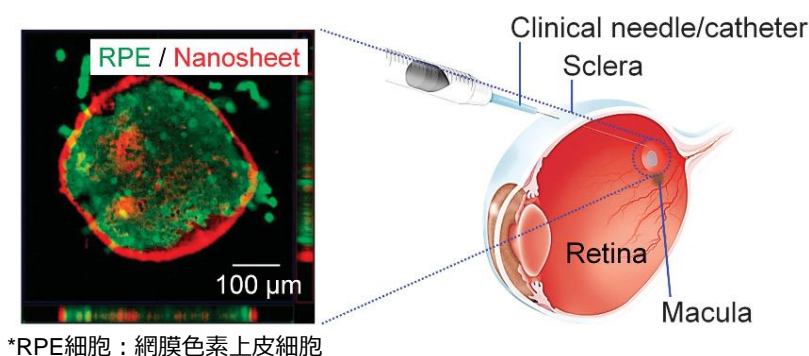 RPE / Nanosheet
100 μm
Clinical needle/catheter
Sclera
Retina
Macula
*RPE細胞：網膜色素上皮細胞